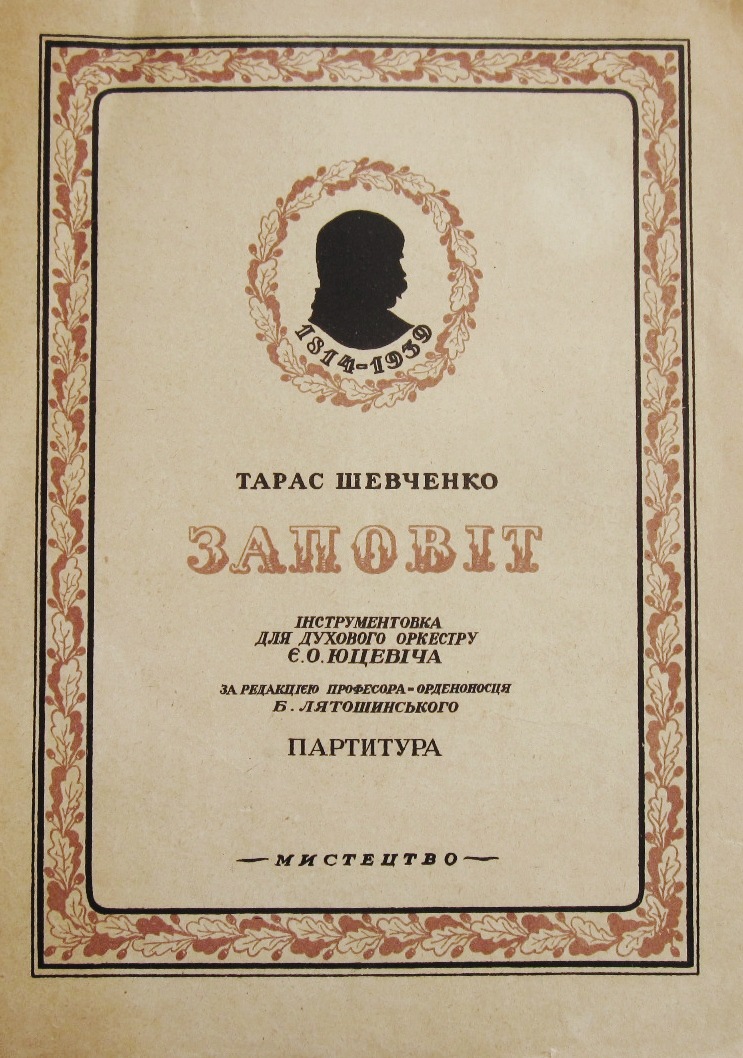 1814-1939
ТАРАС ШЕВЧЕНКО
ЗАПОВІТ
ІНСТРУМЕНТОВКА
ДЛЯ ДУХОВОГО ОРКЕСТРУ
Є.О.ЮЦЕВІЧА
ЗА РЕДАКЦІЄЮ ПРОФЕСОРА-ОРДЕНОНОСЦЯ
Б. ЛЯТОШИНСЬКОГО
ПАРТИТУРА
— МИСТЕЦТВО —